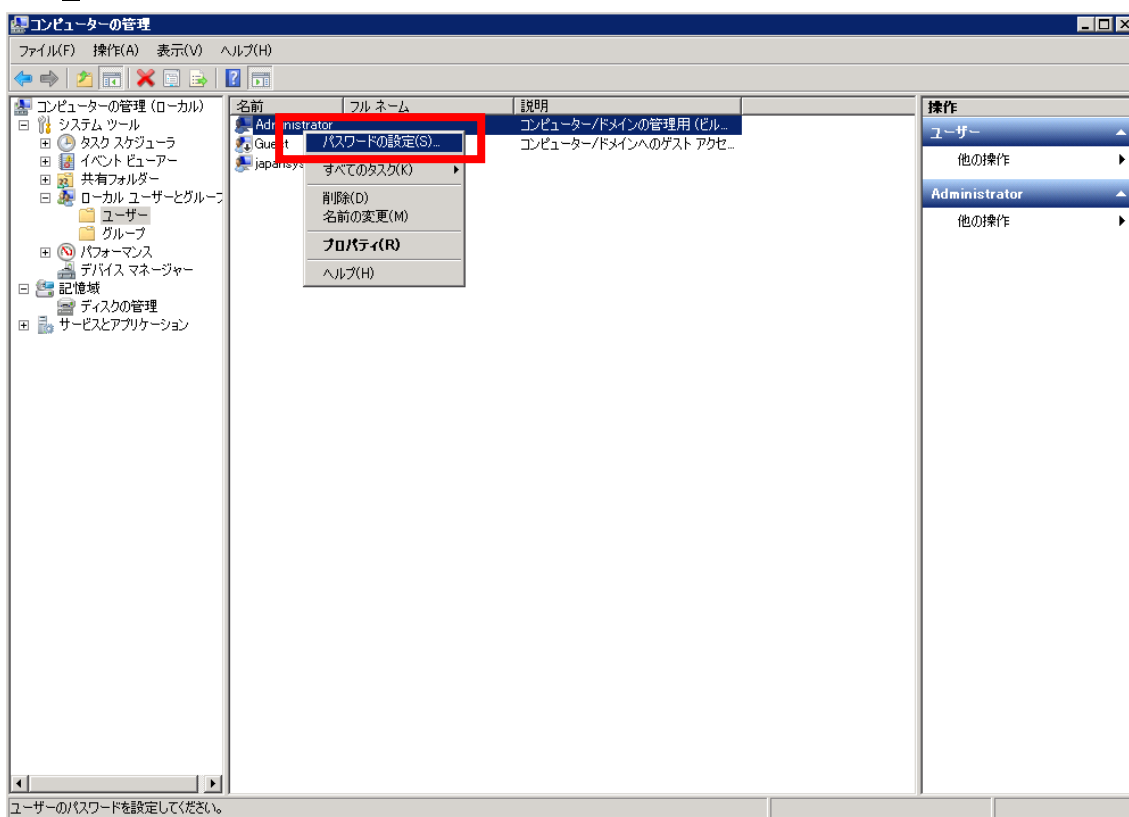 コンピューターの管理
ファイル(F) 操作(A) 表示(V) ヘルプ(H)
コンピューターの管理 (ローカル)
システム ツール
タスク スケジューラ
イベント ビューアー
共有フォルダー
ローカル ユーザーとグループ
ユーザー
グループ
パフォーマンス
デバイス マネージャー
記憶域
ディスクの管理
サービスとアプリケーション
名前 フル ネーム 説明
Administrator コンピューター/ドメインの管理用 (ビル...
Guest コンピューター/ドメインへのゲスト アクセ...
japansys
パスワードの設定(S)...
すべてのタスク(K)
削除(D)
名前の変更(M)
プロパティ(R)
ヘルプ(H)
操作
ユーザー
他の操作
Administrator
他の操作
ユーザーのパスワードを設定してください。